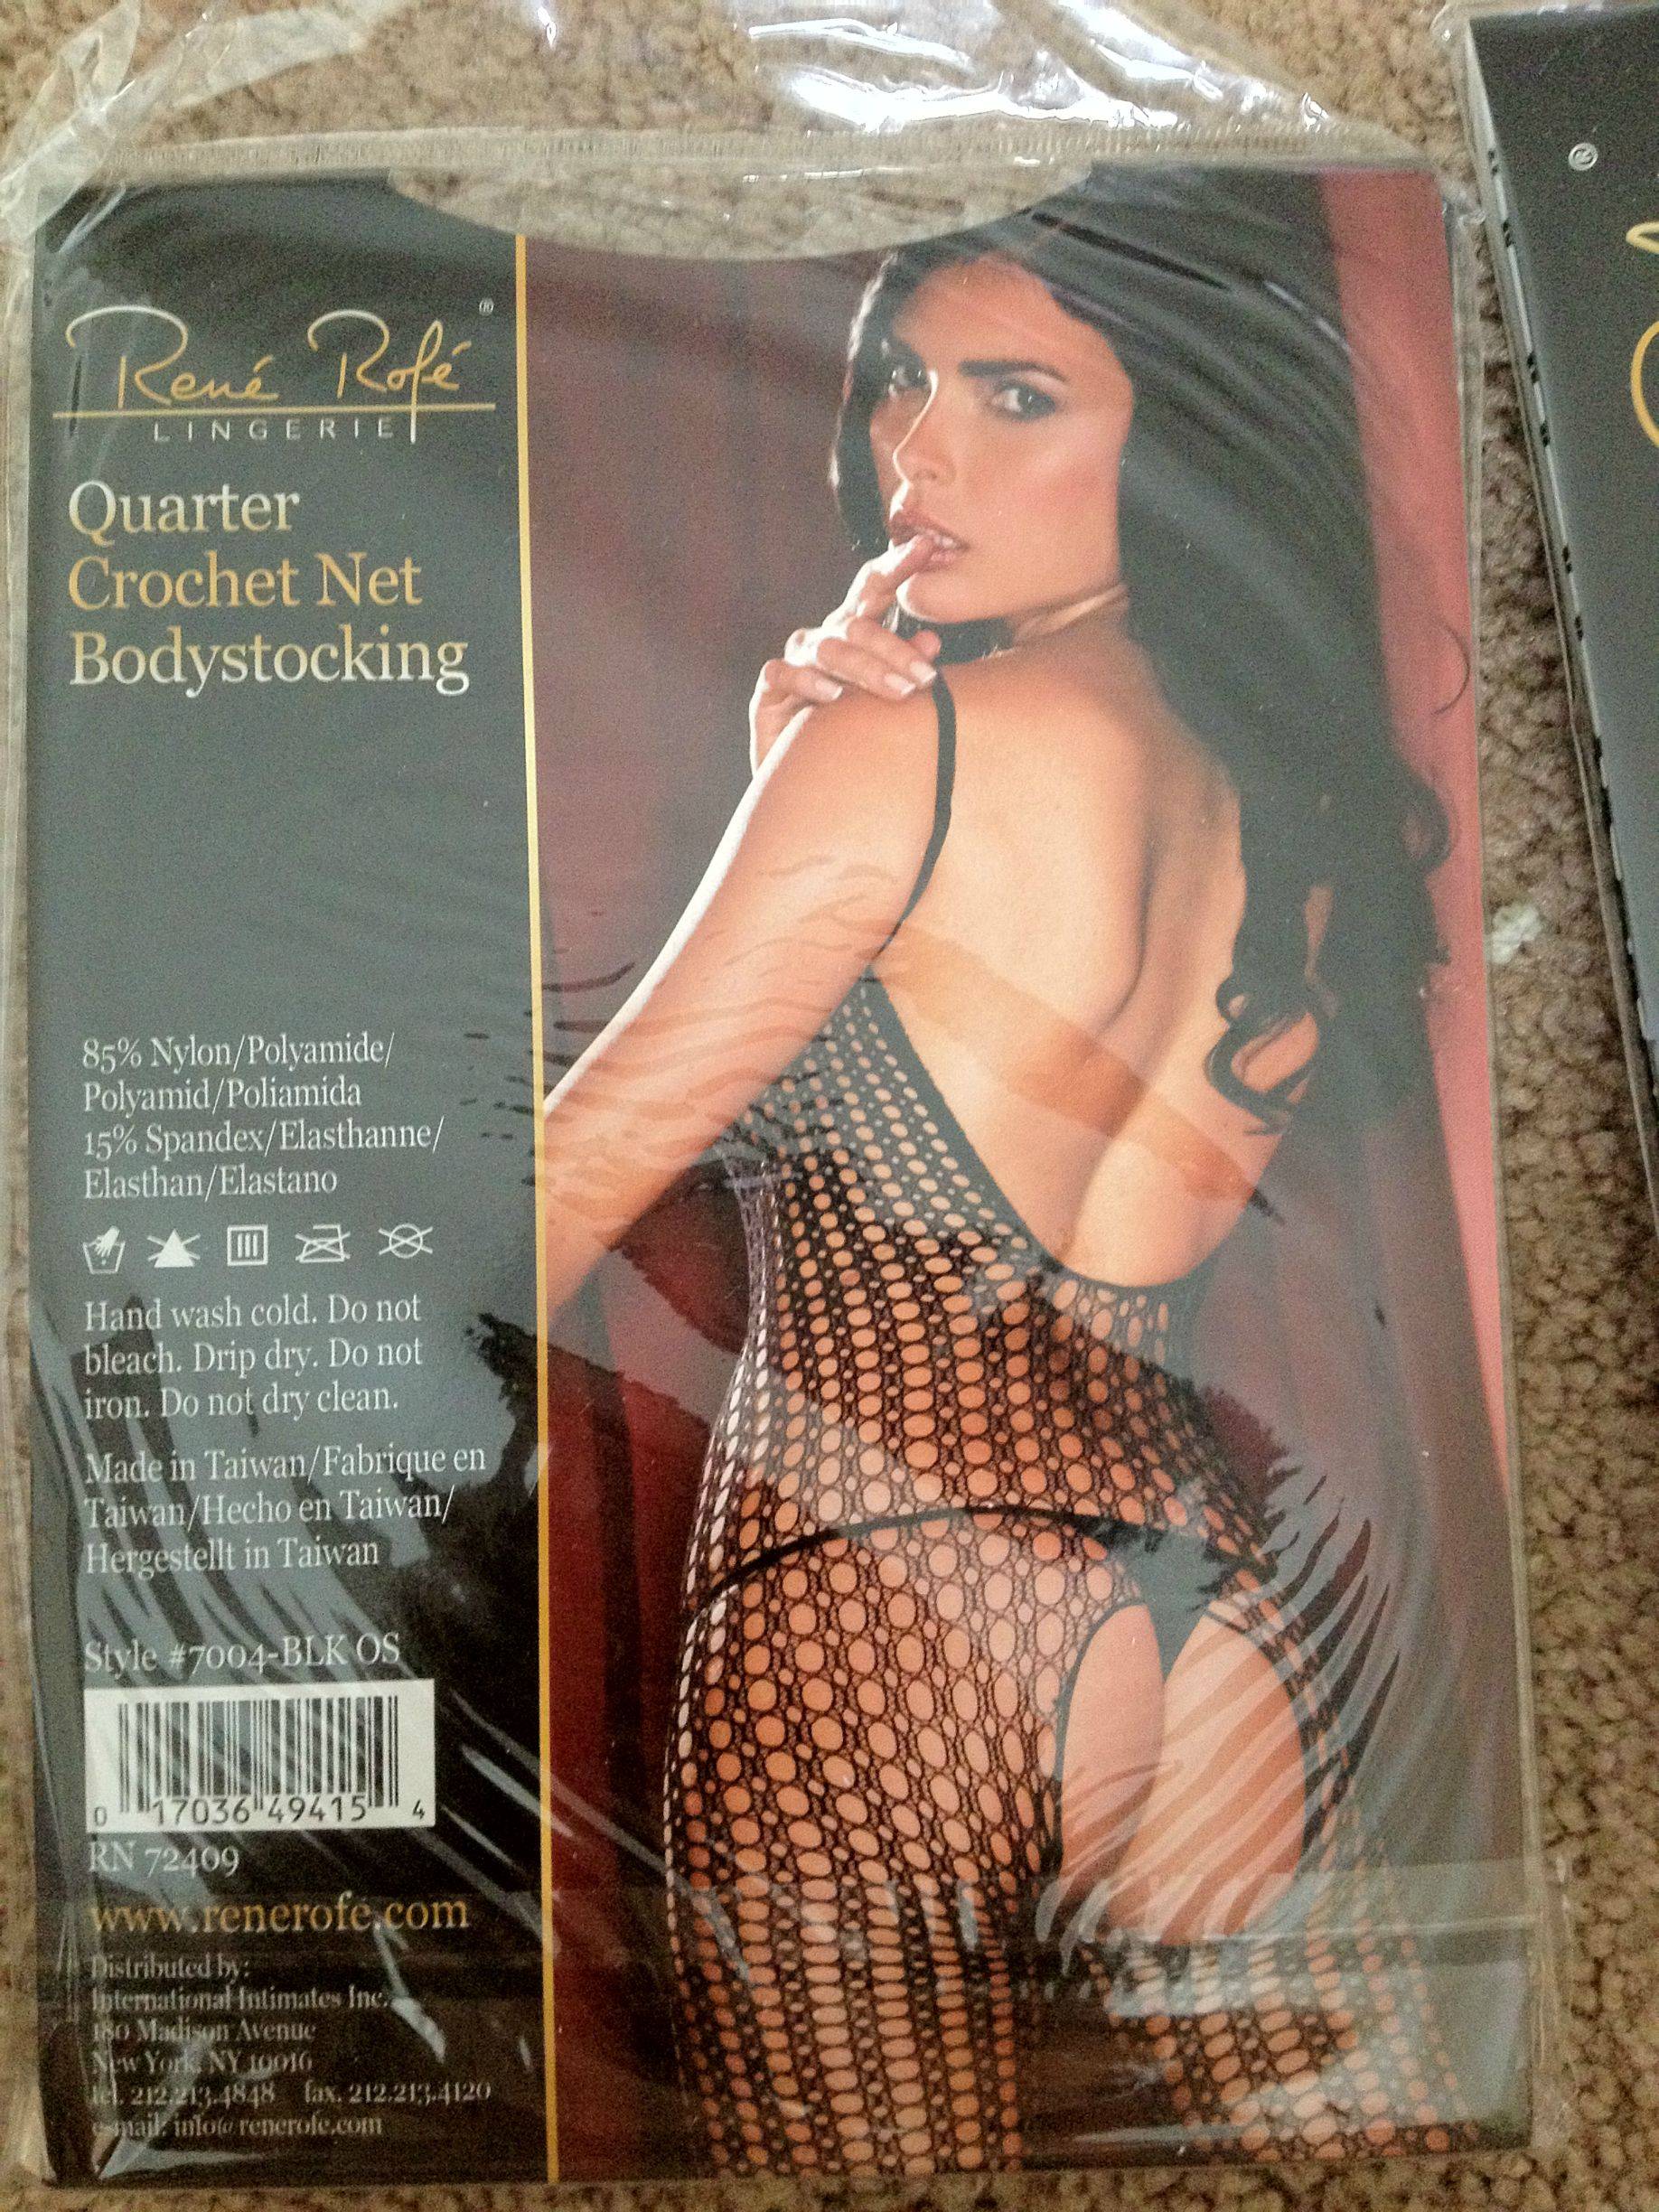 René Rofé ®
LINGERIE
Quarter
Crochet Net
Bodystocking
85% Nylon/Polyamide/
Polyamid/Poliamida
15% Spandex/Elasthanne/
Elasthan/Elastano
Hand wash cold. Do not
bleach. Drip dry. Do not
iron. Do not dry clean.
Made in Taiwan/Fabrique en
Taiwan/Hecho en Taiwan/
Hergestellt in Taiwan
Style #7004-BLK OS
0 17036 49415 4
RN 72409
www.renerofe.com
Distributed by:
International Intimates Inc.
180 Madison Avenue
New York, NY 10016
tel. 212.213.4848 fax. 212.213.4120
e-mail: info@renerofe.com
®